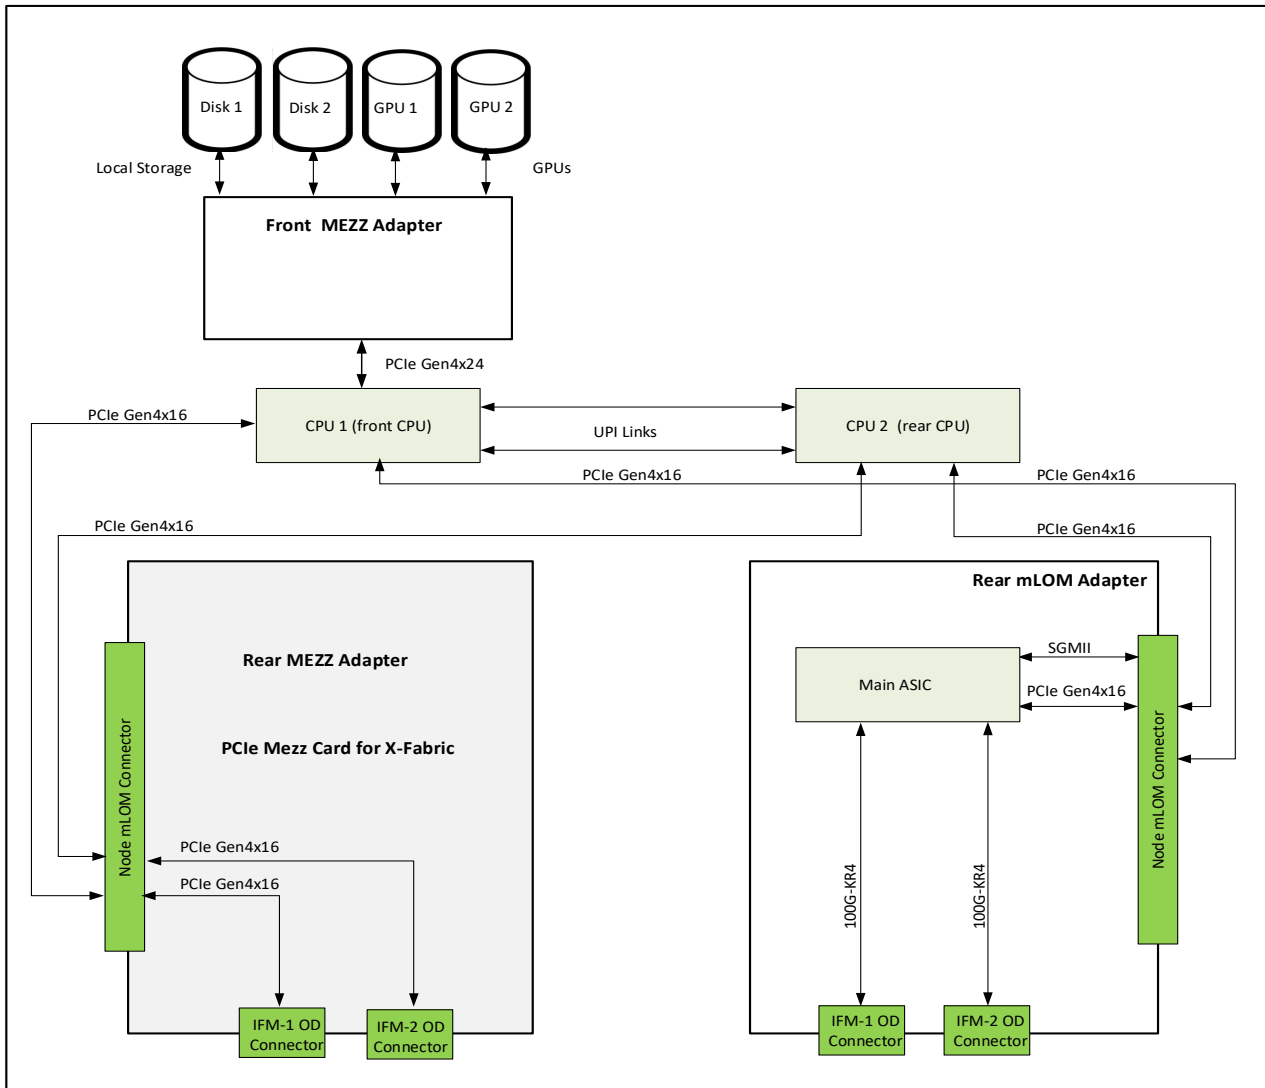 Disk 1
Disk 2
GPU 1
GPU 2
Local Storage
GPUs
Front MEZZ Adapter
PCIe Gen4x24
PCIe Gen4x16
CPU 1 (front CPU)
UPI Links
CPU 2 (rear CPU)
PCIe Gen4x16
PCIe Gen4x16
PCIe Gen4x16
PCIe Gen4x16
Rear MEZZ Adapter
PCIe Mezz Card for X-Fabric
Node mLOM Connector
PCIe Gen4x16
PCIe Gen4x16
IFM-1 OD
Connector
IFM-2 OD
Connector
Rear mLOM Adapter
SGMII
Main ASIC
PCIe Gen4x16
Node mLOM Connector
100G-KR4
100G-KR4
IFM-1 OD
Connector
IFM-2 OD
Connector